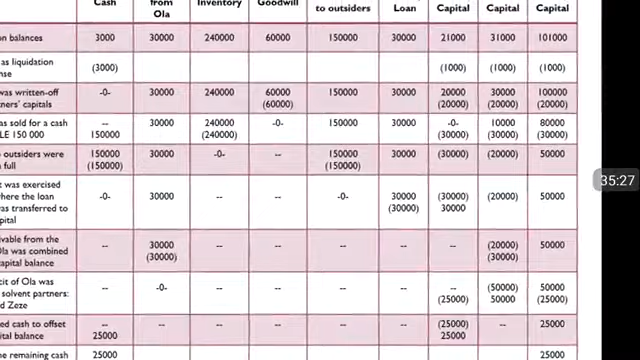 Cash from Ola Inventory Goodwill to outsiders Loan Capital Capital Capital
on balances 3000 30000 240000 60000 150000 30000 21000 31000 101000
as liquidation (3000) (1000) (1000) (1000)
nse
was written-off -0- 30000 240000 60000 150000 30000 20000 30000 100000
tners' capitals (60000) (20000) (20000) (20000)
as sold for a cash -- 30000 240000 -0- 150000 30000 -0- 10000 80000
LE 150 000 150000 (240000) (30000) (30000) (30000)
outsiders were 150000 30000 -0- -- 150000 30000 (30000) (20000) 50000
full (150000) (150000)
t was exercised
where the loan -0- 30000 -- -- -0- 30000 (30000) (20000) 50000
was transferred to (30000) 30000
pital
ivable from the -- 30000 -- -- -- -- -- (20000) 50000
Ola was combined (30000) (30000)
capital balance
cit of Ola was -- -0- -- -- -- -- -- (50000) 50000
solvent partners: (25000) 50000 (25000)
d Zeze
ed cash to offset -- -- -- -- -- -- (25000) -- 25000
ital balance 25000 25000
he remaining cash 25000 25000
35:27